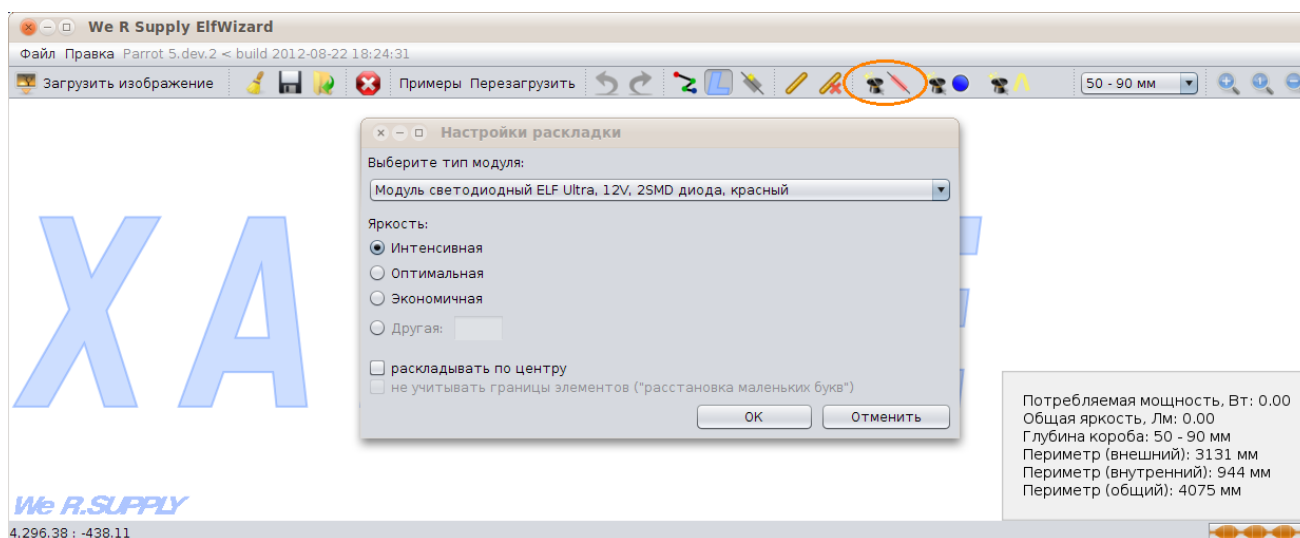 We R Supply ElfWizard
Файл Правка Parrot 5.dev.2 < build 2012-08-22 18:24:31
Загрузить изображение Примеры Перезагрузить 50 - 90 мм
Настройки раскладки
Выберите тип модуля:
Модуль светодиодный ELF Ultra, 12V, 2SMD диода, красный
Яркость:
Интенсивная
Оптимальная
Экономичная
Другая:
раскладывать по центру
не учитывать границы элементов ("расстановка маленьких букв")
ОК Отменить
ХА
Потребляемая мощность, Вт: 0.00
Общая яркость, Лм: 0.00
Глубина короба: 50 - 90 мм
Периметр (внешний): 3131 мм
Периметр (внутренний): 944 мм
Периметр (общий): 4075 мм
We R.SUPPLY
4,296.38 : -438.11